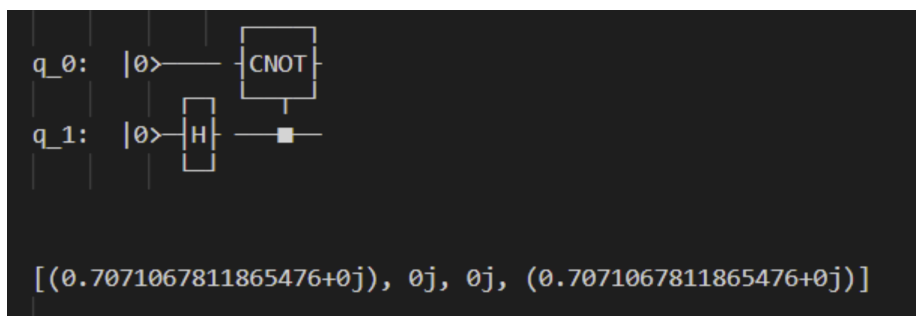 q_0: |0>—— ┤CNOT├
q_1: |0>—┤H├ ——■——
[(0.7071067811865476+0j), 0j, 0j, (0.7071067811865476+0j)]